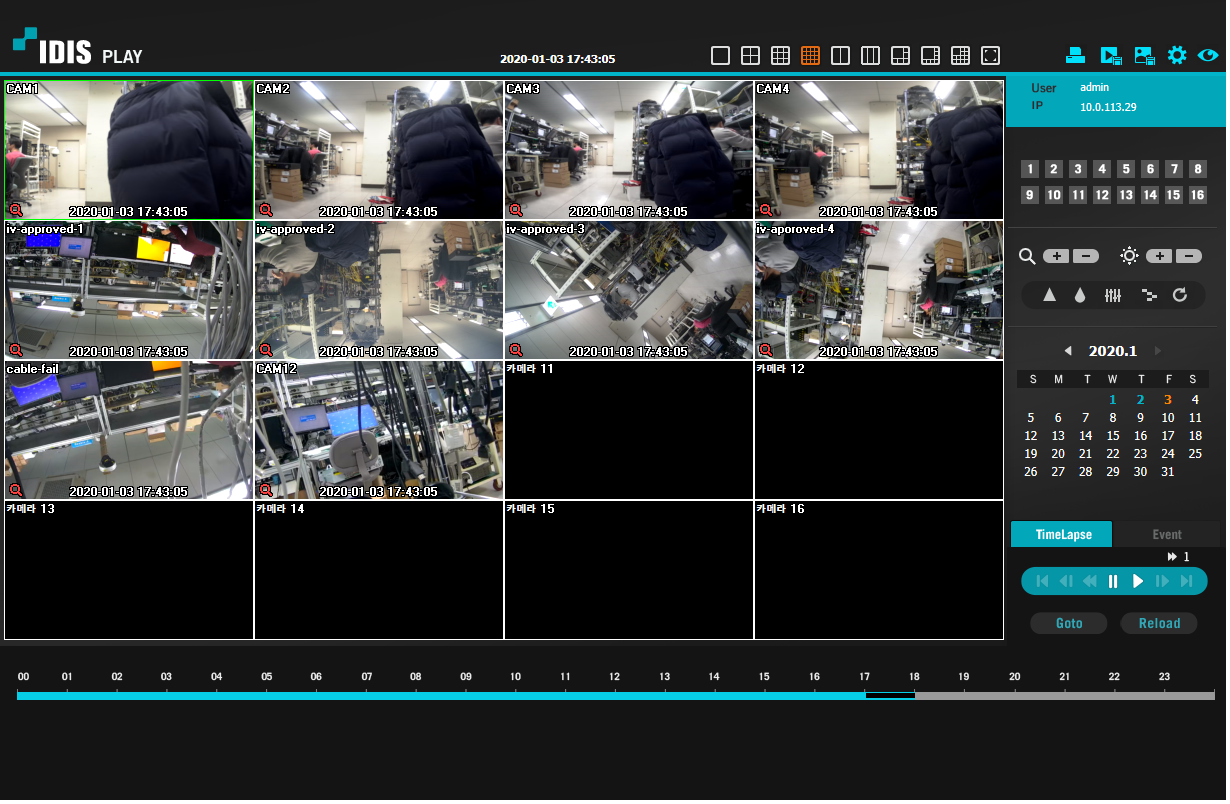 IDIS PLAY
2020-01-03 17:43:05
User admin
IP 10.0.113.29
CAM1
2020-01-03 17:43:05
CAM2
2020-01-03 17:43:05
CAM3
2020-01-03 17:43:05
CAM4
2020-01-03 17:43:05
iv-approved-1
2020-01-03 17:43:05
iv-approved-2
2020-01-03 17:43:05
iv-approved-3
2020-01-03 17:43:05
iv-aporoved-4
2020-01-03 17:43:05
cable-fail
2020-01-03 17:43:05
CAM12
2020-01-03 17:43:05
카메라 11
카메라 12
카메라 13
카메라 14
카메라 15
카메라 16
1 2 3 4 5 6 7 8
9 10 11 12 13 14 15 16
2020.1
S M T W T F S
1 2 3 4
5 6 7 8 9 10 11
12 13 14 15 16 17 18
19 20 21 22 23 24 25
26 27 28 29 30 31
TimeLapse Event
1
Goto Reload
00 01 02 03 04 05 06 07 08 09 10 11 12 13 14 15 16 17 18 19 20 21 22 23